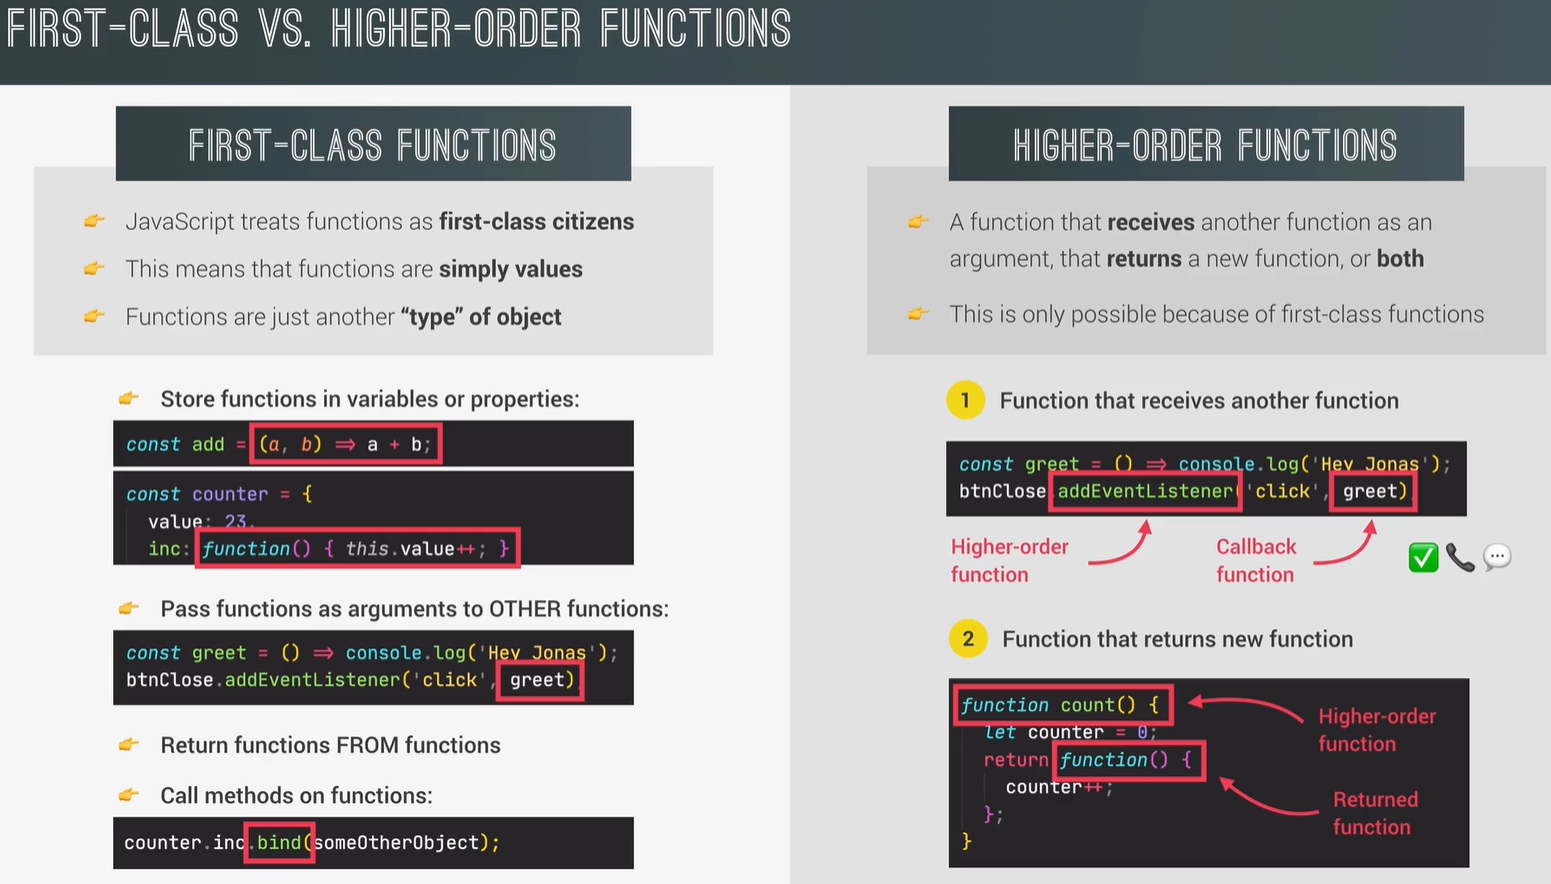 FIRST-CLASS VS. HIGHER-ORDER FUNCTIONS
FIRST-CLASS FUNCTIONS
JavaScript treats functions as first-class citizens
This means that functions are simply values
Functions are just another “type” of object
Store functions in variables or properties:
const add = (a, b) => a + b;
const counter = {
value: 23,
inc: function() { this.value++; }
Pass functions as arguments to OTHER functions:
const greet = () => console.log('Hey Jonas');
btnClose.addEventListener('click', greet)
Return functions FROM functions
Call methods on functions:
counter.inc.bind(someOtherObject);
HIGHER-ORDER FUNCTIONS
A function that receives another function as an
argument, that returns a new function, or both
This is only possible because of first-class functions
1 Function that receives another function
const greet = () => console.log('Hey Jonas');
btnClose.addEventListener('click', greet)
Higher-order
function
Callback
function
2 Function that returns new function
function count() {
let counter = 0;
return function() {
counter++;
};
}
Higher-order
function
Returned
function